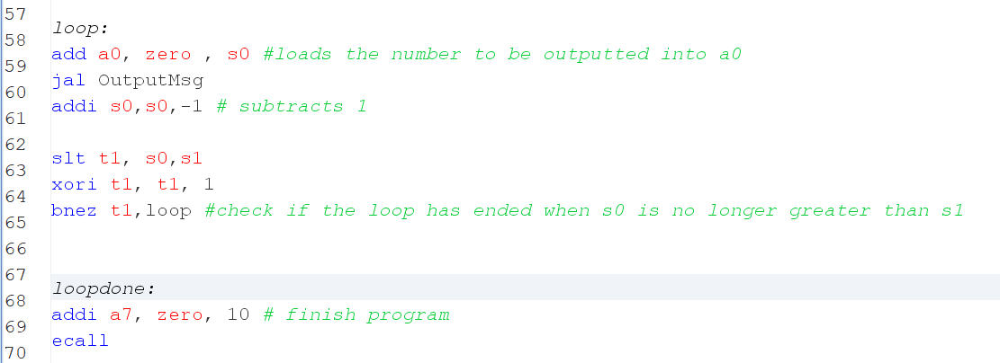 57
loop:
58
add a0, zero , s0 #loads the number to be outputted into a0
59
jal OutputMsg
60
addi s0,s0,-1 # subtracts 1
61
62
slt t1, s0,s1
63
xori t1, t1, 1
64
bnez t1,loop #check if the loop has ended when s0 is no longer greater than s1
65
66
67
loopdone:
68
addi a7, zero, 10 # finish program
69
ecall
70